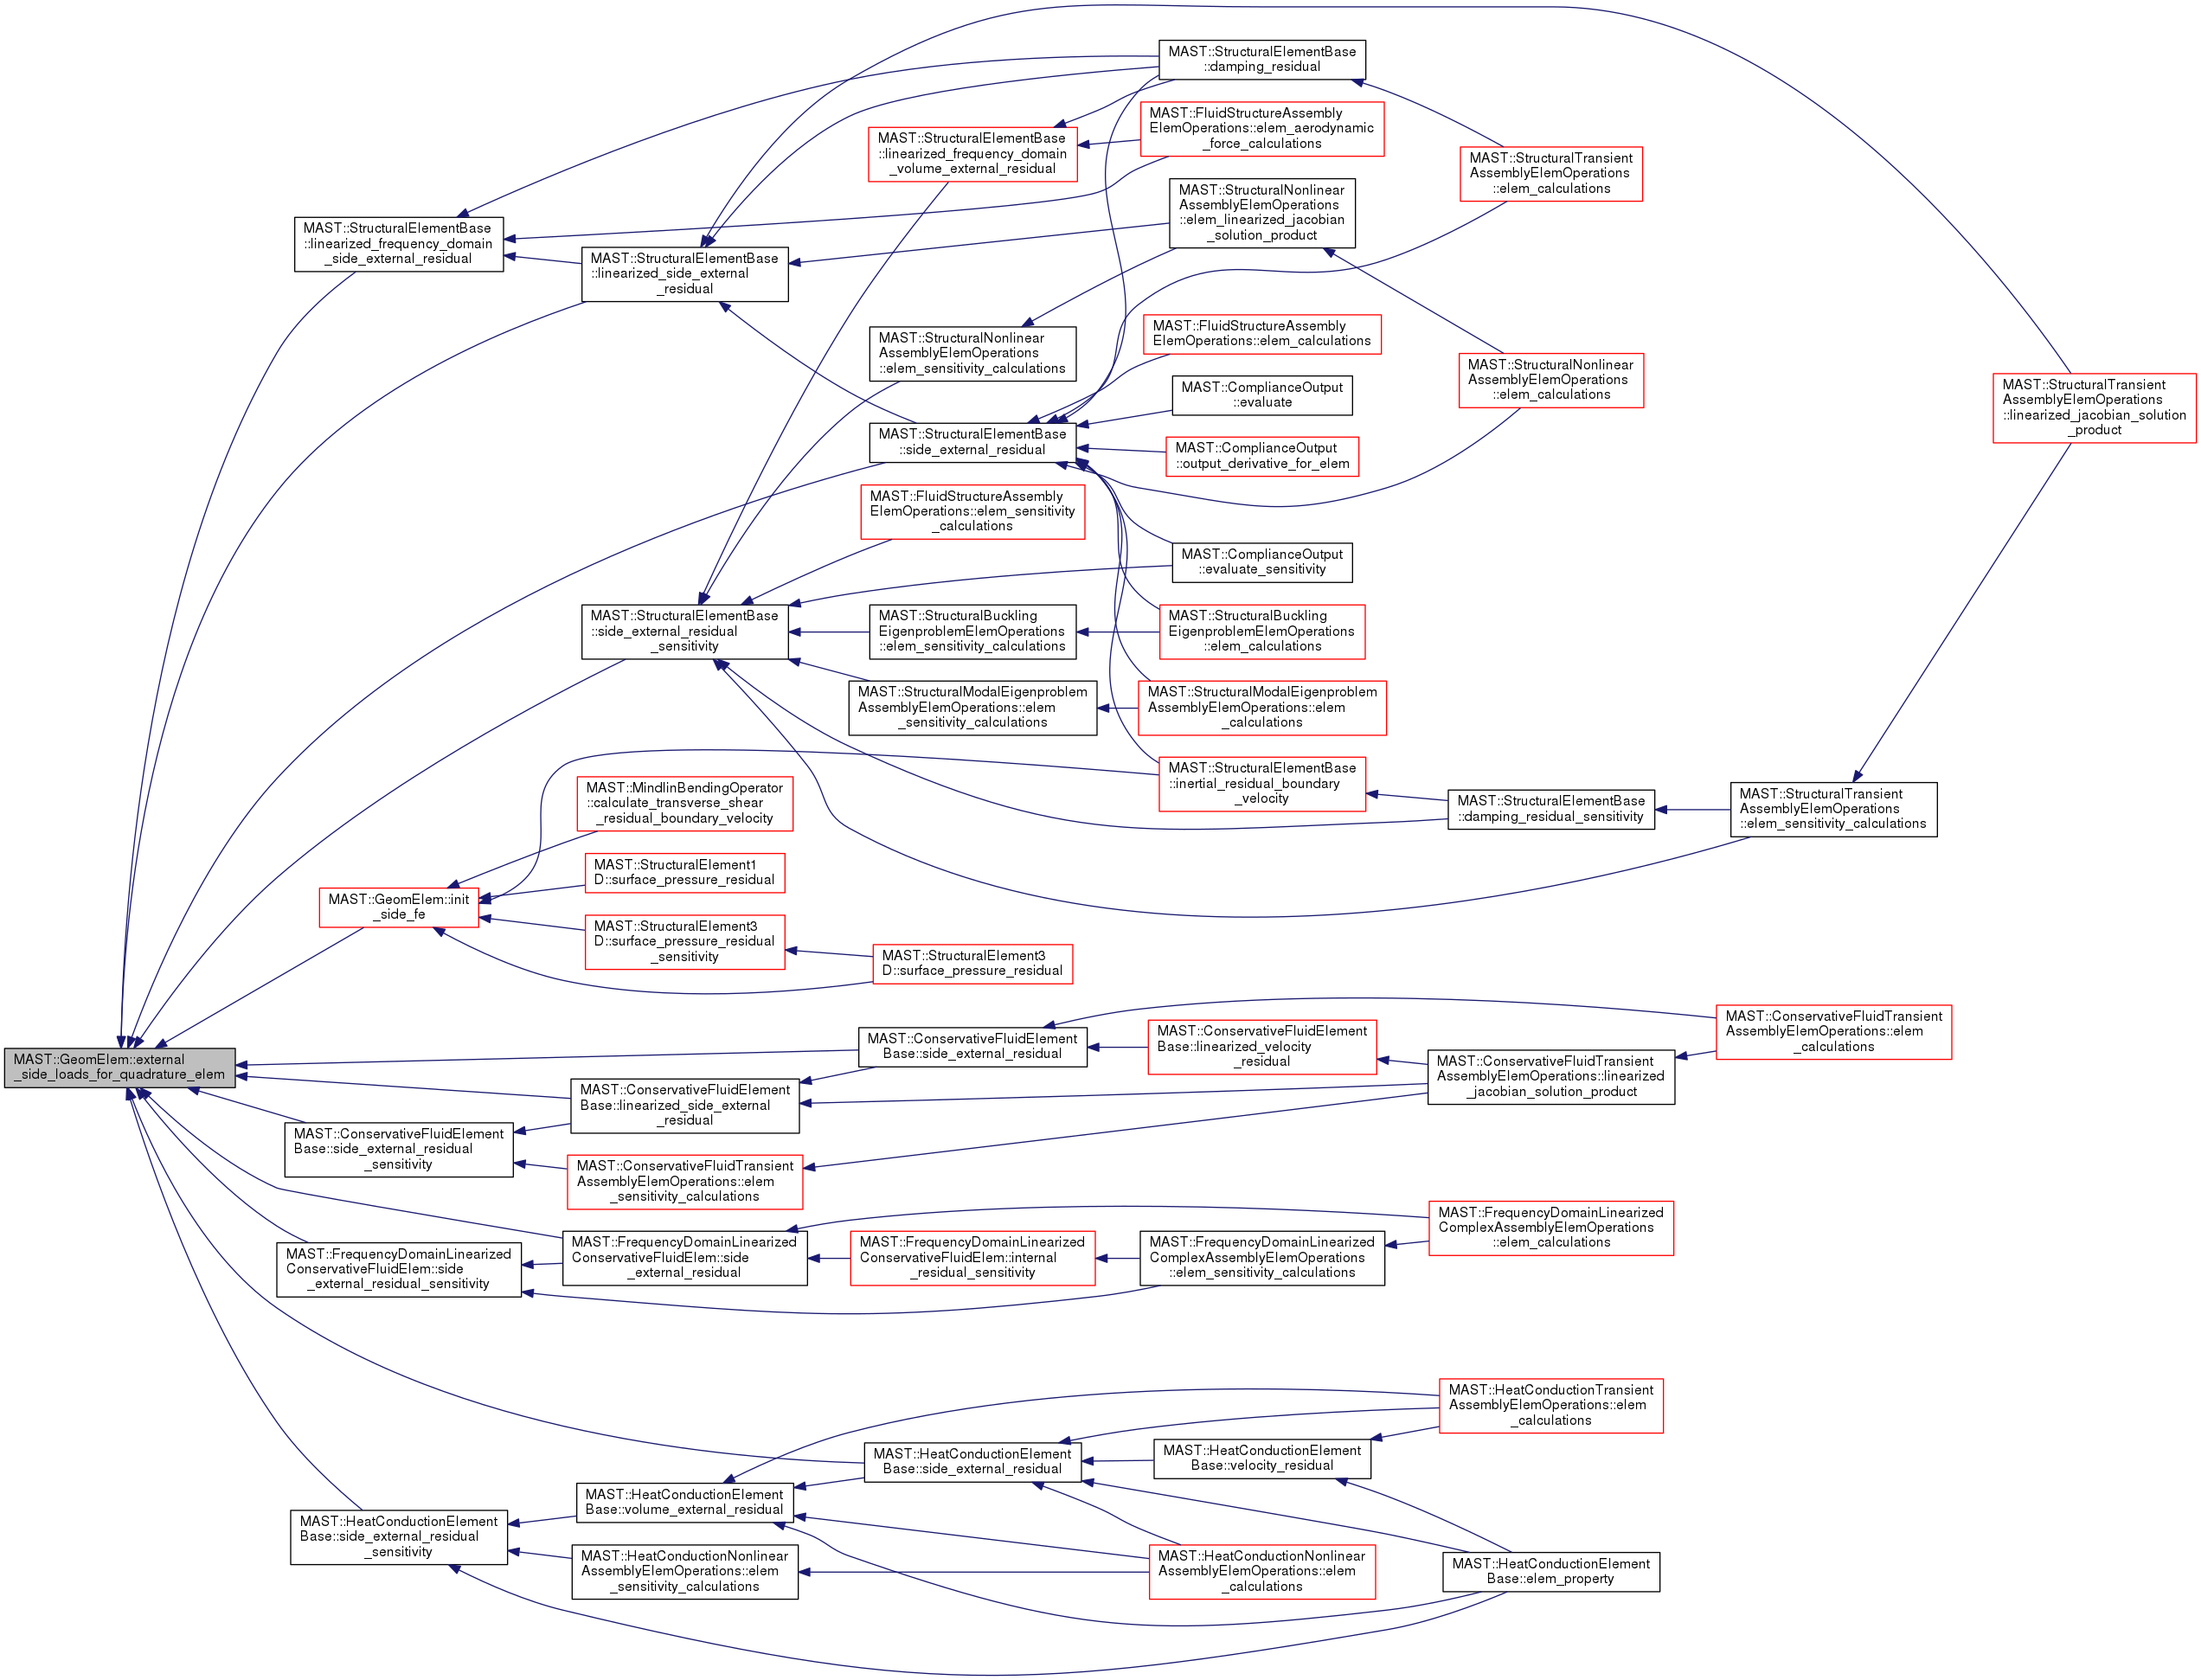 MAST::GeomElem::external
_side_loads_for_quadrature_elem
MAST::StructuralElementBase
::linearized_frequency_domain
_side_external_residual
MAST::StructuralElementBase
::linearized_side_external
_residual
MAST::StructuralElementBase
::damping_residual
MAST::StructuralElementBase
::linearized_frequency_domain
_volume_external_residual
MAST::FluidStructureAssembly
ElemOperations::elem_aerodynamic
_force_calculations
MAST::StructuralTransient
AssemblyElemOperations
::elem_calculations
MAST::StructuralNonlinear
AssemblyElemOperations
::elem_linearized_jacobian
_solution_product
MAST::StructuralNonlinear
AssemblyElemOperations
::elem_sensitivity_calculations
MAST::FluidStructureAssembly
ElemOperations::elem_calculations
MAST::StructuralNonlinear
AssemblyElemOperations
::elem_calculations
MAST::StructuralTransient
AssemblyElemOperations
::linearized_jacobian_solution
_product
MAST::ComplianceOutput
::evaluate
MAST::StructuralElementBase
::side_external_residual
MAST::ComplianceOutput
::output_derivative_for_elem
MAST::FluidStructureAssembly
ElemOperations::elem_sensitivity
_calculations
MAST::ComplianceOutput
::evaluate_sensitivity
MAST::StructuralElementBase
::side_external_residual
_sensitivity
MAST::StructuralBuckling
EigenproblemElemOperations
::elem_sensitivity_calculations
MAST::StructuralBuckling
EigenproblemElemOperations
::elem_calculations
MAST::StructuralModalEigenproblem
AssemblyElemOperations::elem
_sensitivity_calculations
MAST::StructuralModalEigenproblem
AssemblyElemOperations::elem
_calculations
MAST::MindlinBendingOperator
::calculate_transverse_shear
_residual_boundary_velocity
MAST::StructuralElementBase
::inertial_residual_boundary
_velocity
MAST::StructuralElementBase
::damping_residual_sensitivity
MAST::StructuralTransient
AssemblyElemOperations
::elem_sensitivity_calculations
MAST::StructuralElement1
D::surface_pressure_residual
MAST::GeomElem::init
_side_fe
MAST::StructuralElement3
D::surface_pressure_residual
_sensitivity
MAST::StructuralElement3
D::surface_pressure_residual
MAST::ConservativeFluidElement
Base::side_external_residual
MAST::ConservativeFluidElement
Base::linearized_velocity
_residual
MAST::ConservativeFluidTransient
AssemblyElemOperations::elem
_calculations
MAST::ConservativeFluidElement
Base::linearized_side_external
_residual
MAST::ConservativeFluidTransient
AssemblyElemOperations::linearized
_jacobian_solution_product
MAST::ConservativeFluidElement
Base::side_external_residual
_sensitivity
MAST::ConservativeFluidTransient
AssemblyElemOperations::elem
_sensitivity_calculations
MAST::FrequencyDomainLinearized
ConservativeFluidElem::side
_external_residual_sensitivity
MAST::FrequencyDomainLinearized
ConservativeFluidElem::side
_external_residual
MAST::FrequencyDomainLinearized
ConservativeFluidElem::internal
_residual_sensitivity
MAST::FrequencyDomainLinearized
ComplexAssemblyElemOperations
::elem_sensitivity_calculations
MAST::FrequencyDomainLinearized
ComplexAssemblyElemOperations
::elem_calculations
MAST::HeatConductionTransient
AssemblyElemOperations::elem
_calculations
MAST::HeatConductionElement
Base::side_external_residual
MAST::HeatConductionElement
Base::velocity_residual
MAST::HeatConductionElement
Base::volume_external_residual
MAST::HeatConductionElement
Base::side_external_residual
_sensitivity
MAST::HeatConductionNonlinear
AssemblyElemOperations::elem
_sensitivity_calculations
MAST::HeatConductionNonlinear
AssemblyElemOperations::elem
_calculations
MAST::HeatConductionElement
Base::elem_property